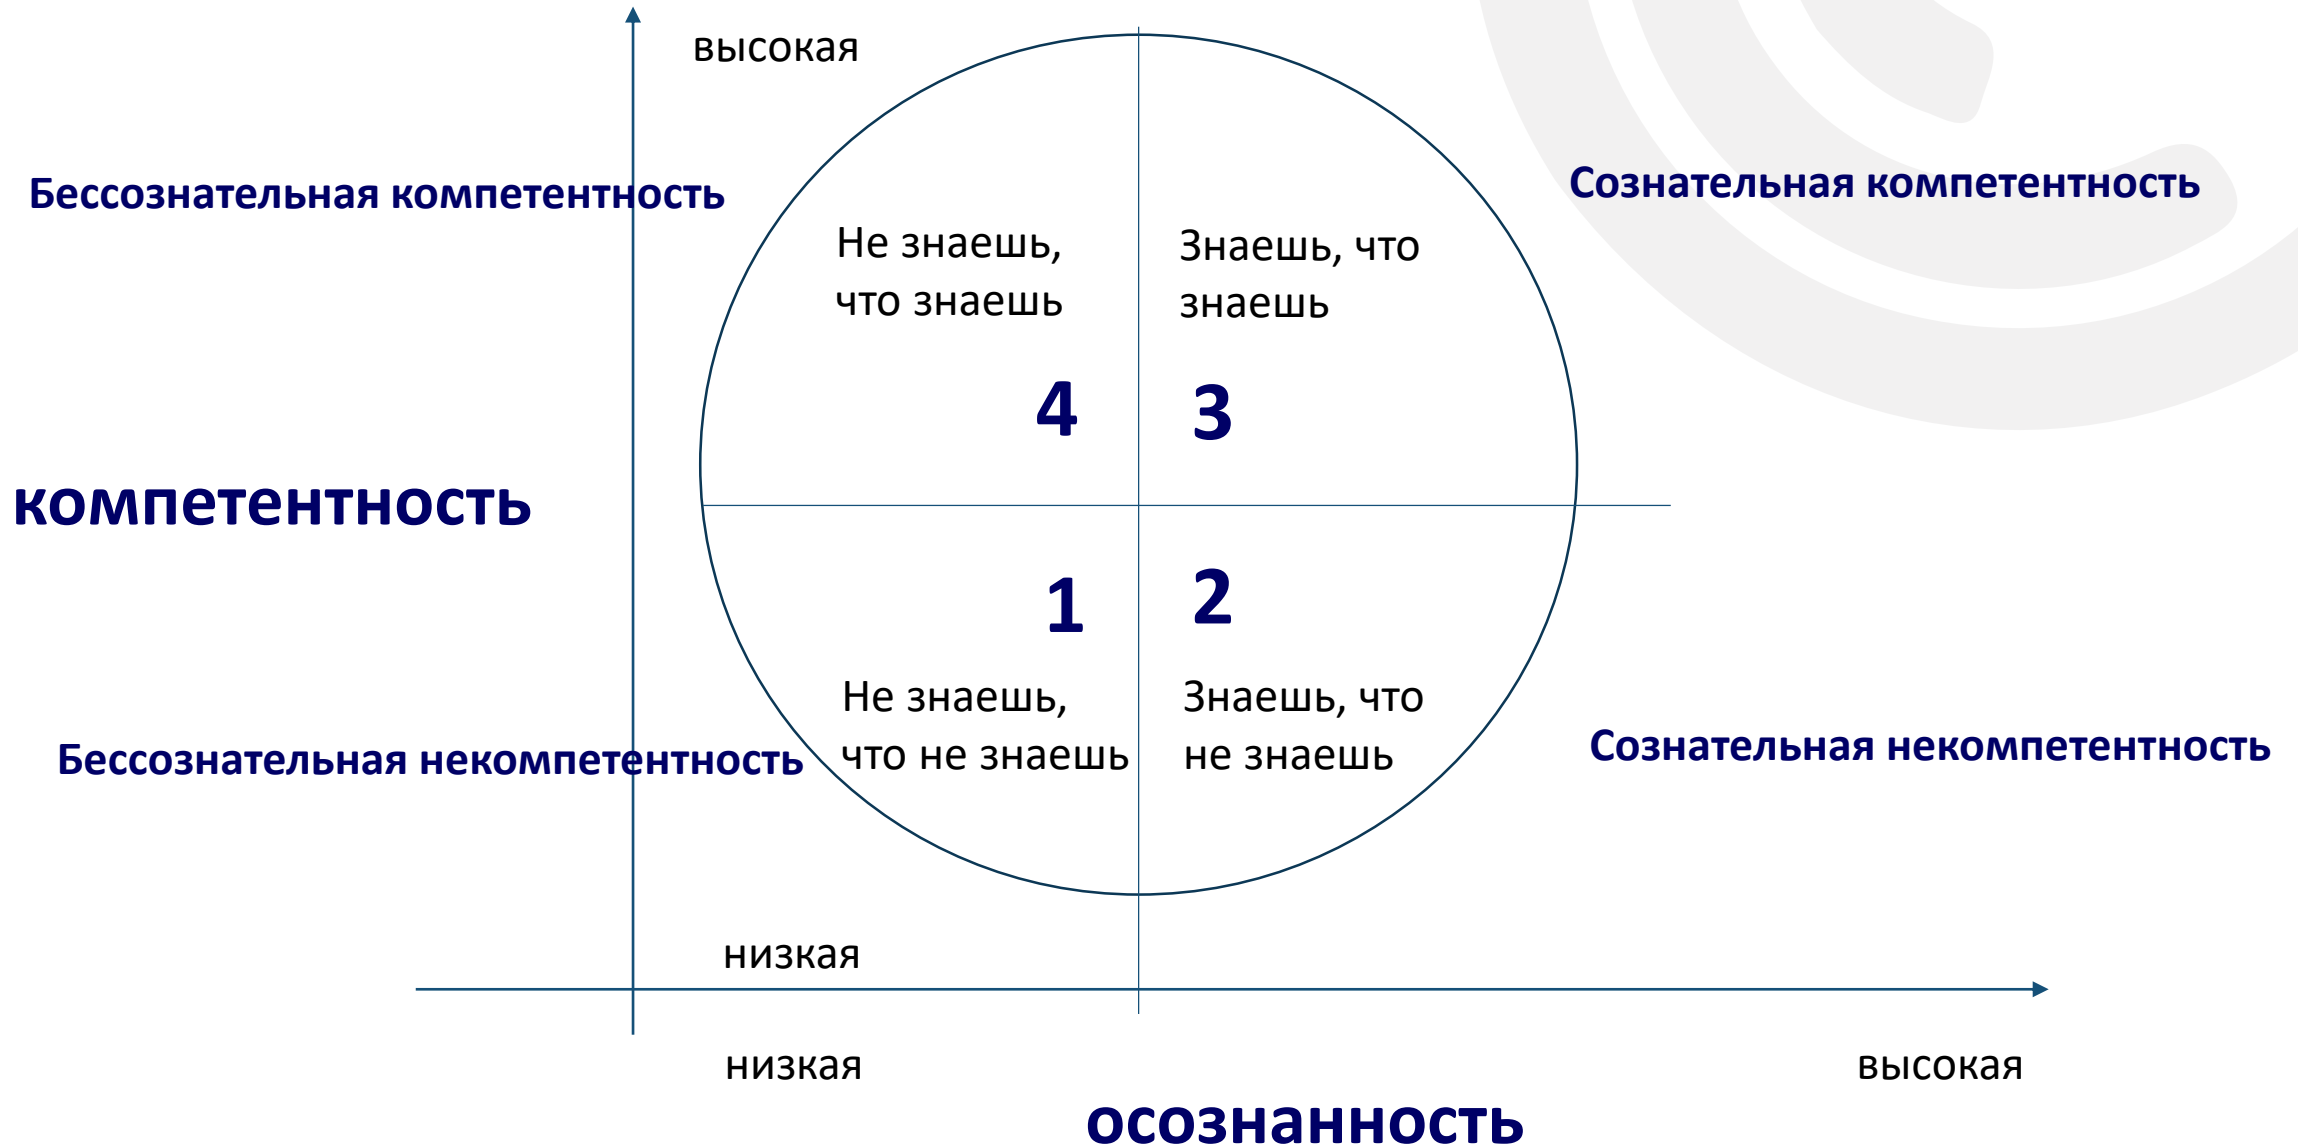 высокая
Бессознательная компетентность
Сознательная компетентность
Не знаешь,
что знаешь
Знаешь, что
знаешь
4
3
компетентность
1
2
Не знаешь,
что не знаешь
Знаешь, что
не знаешь
Бессознательная некомпетентность
Сознательная некомпетентность
низкая
низкая
высокая
осознанность